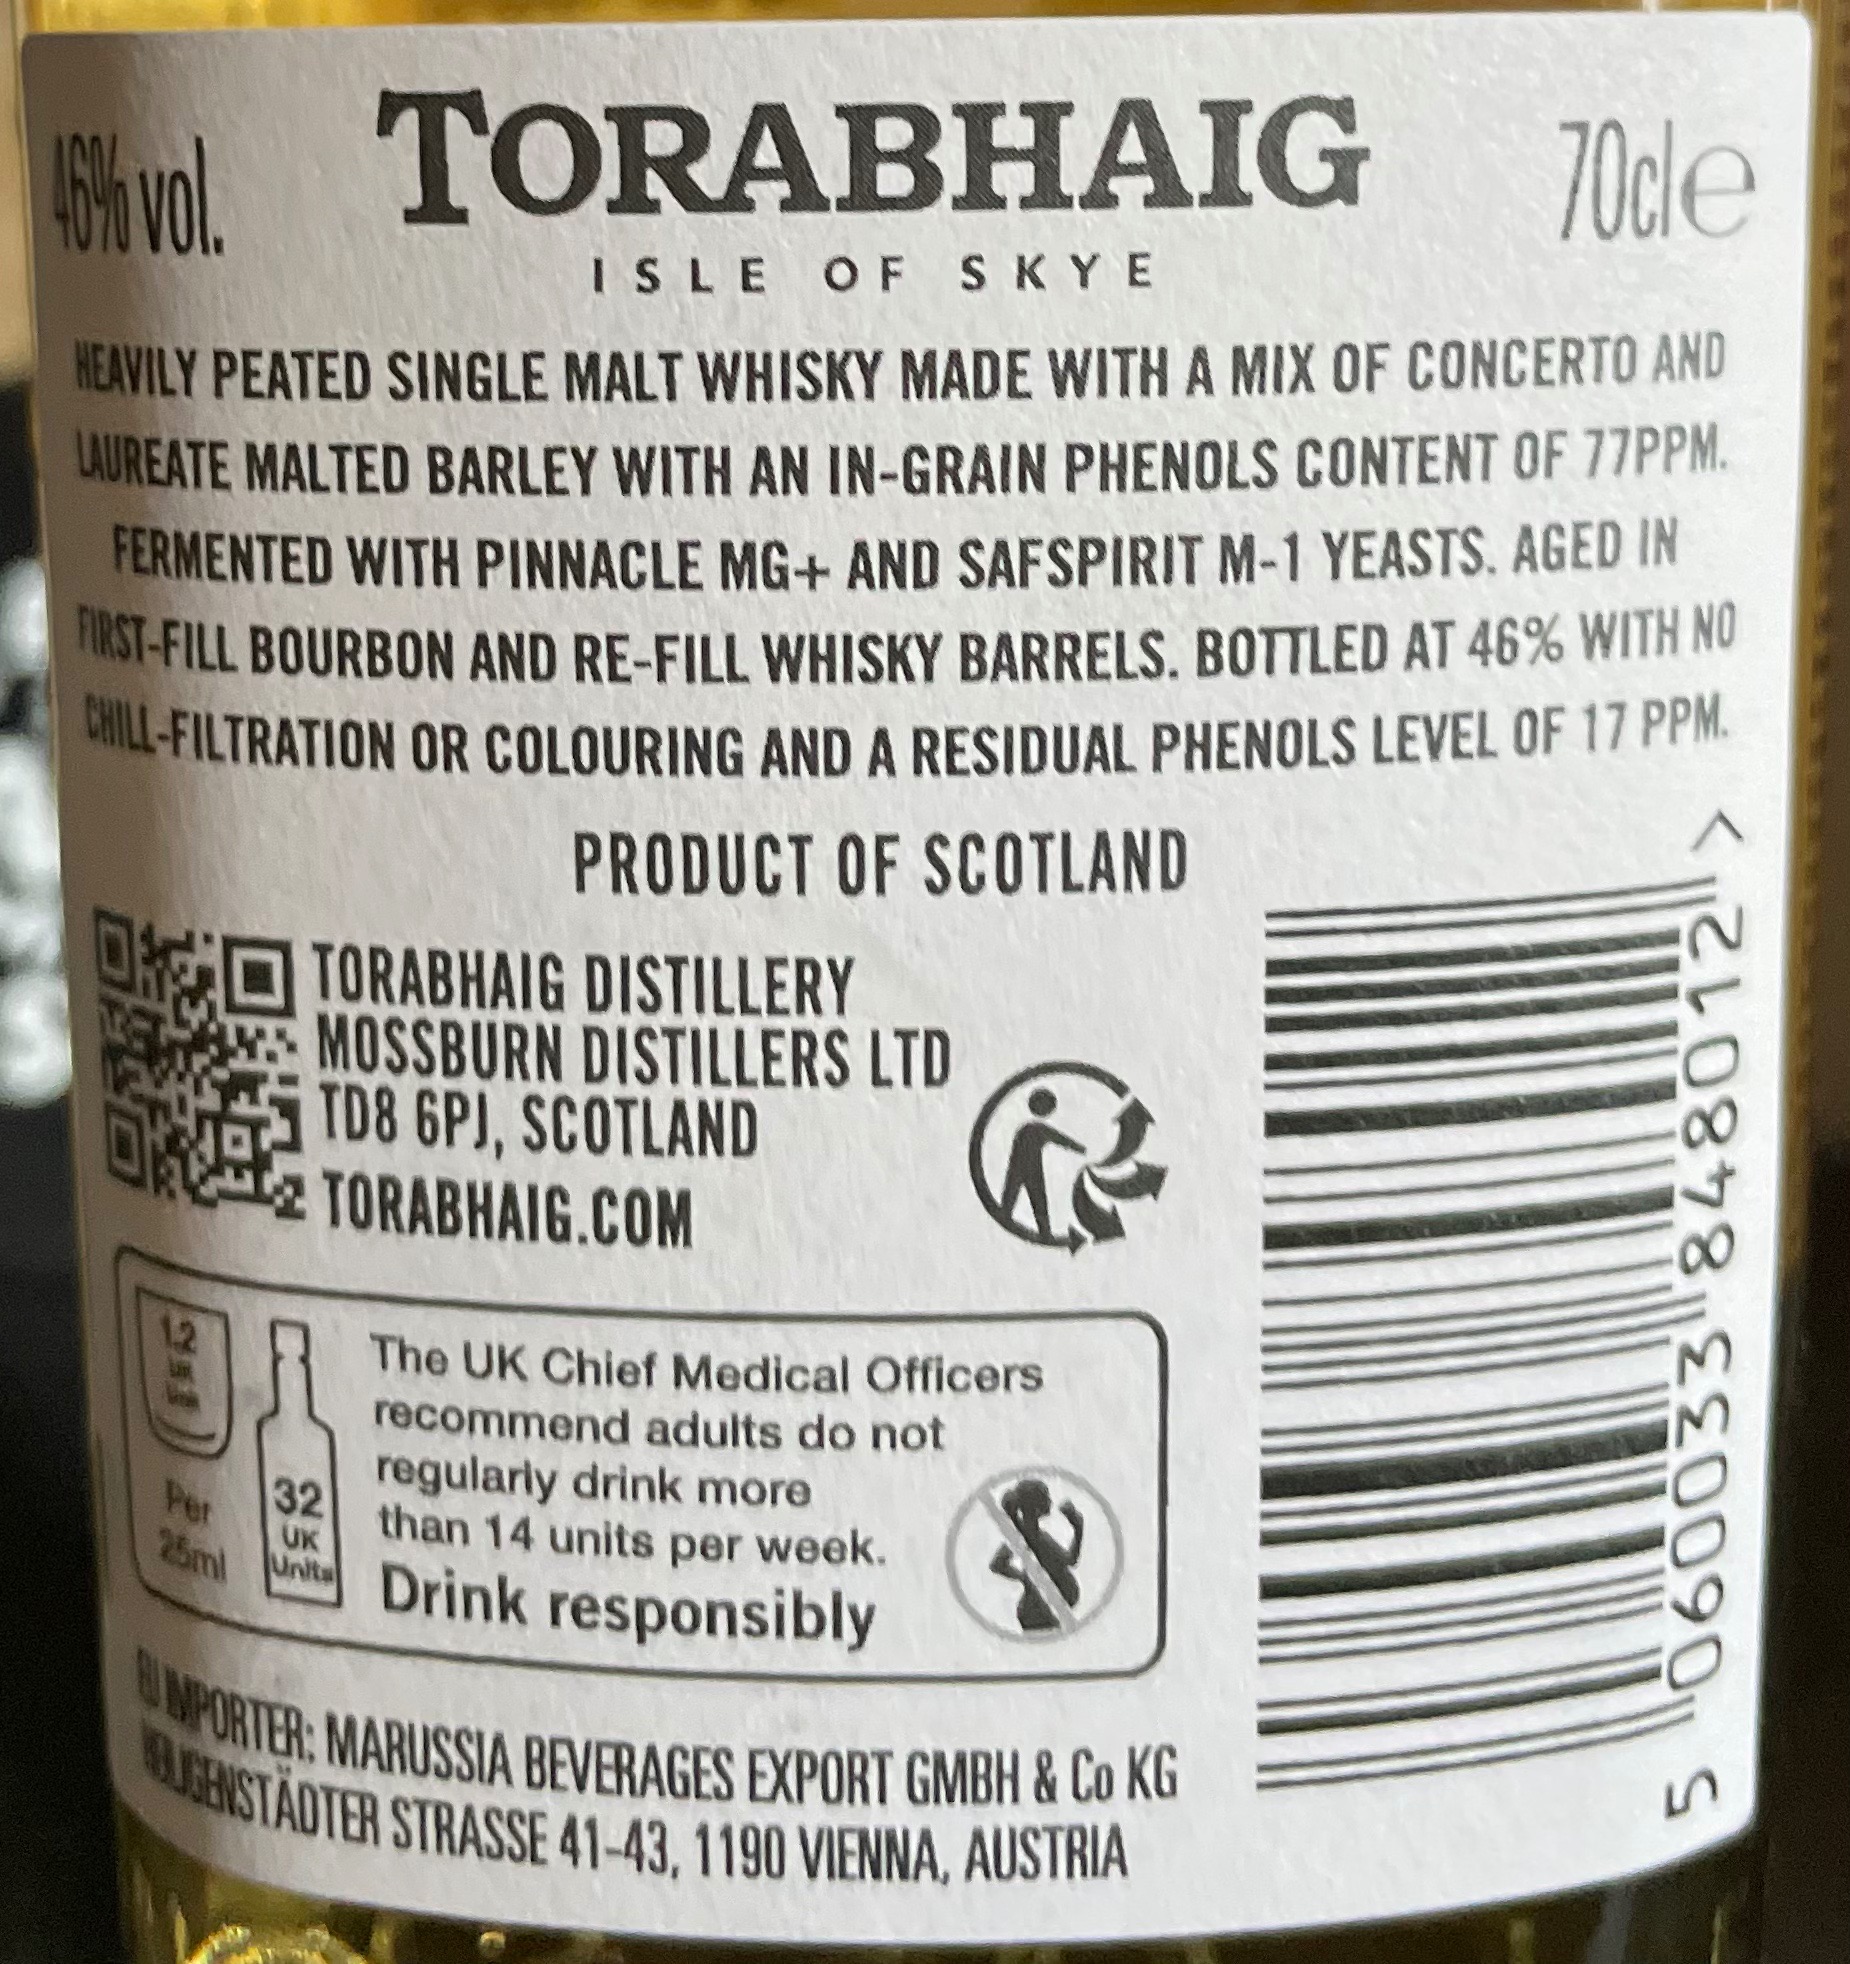 46% vol.
TORABHAIG
70cl e
ISLE OF SKYE
HEAVILY PEATED SINGLE MALT WHISKY MADE WITH A MIX OF CONCERTO AND
LAUREATE MALTED BARLEY WITH AN IN-GRAIN PHENOLS CONTENT OF 77PPM.
FERMENTED WITH PINNACLE MG+ AND SAFSPIRIT M-1 YEASTS. AGED IN
FIRST-FILL BOURBON AND RE-FILL WHISKY BARRELS. BOTTLED AT 46% WITH NO
CHILL-FILTRATION OR COLOURING AND A RESIDUAL PHENOLS LEVEL OF 17 PPM.
PRODUCT OF SCOTLAND
TORABHAIG DISTILLERY
MOSSBURN DISTILLERS LTD
TD8 6PJ, SCOTLAND
TORABHAIG.COM
1.2
UK
Units
Per
25ml
32
UK
Units
The UK Chief Medical Officers
recommend adults do not
regularly drink more
than 14 units per week.
Drink responsibly
EU IMPORTER: MARUSSIA BEVERAGES EXPORT GMBH & Co KG
HEILIGENSTÄDTER STRASSE 41-43, 1190 VIENNA, AUSTRIA
5 060033 848012 >